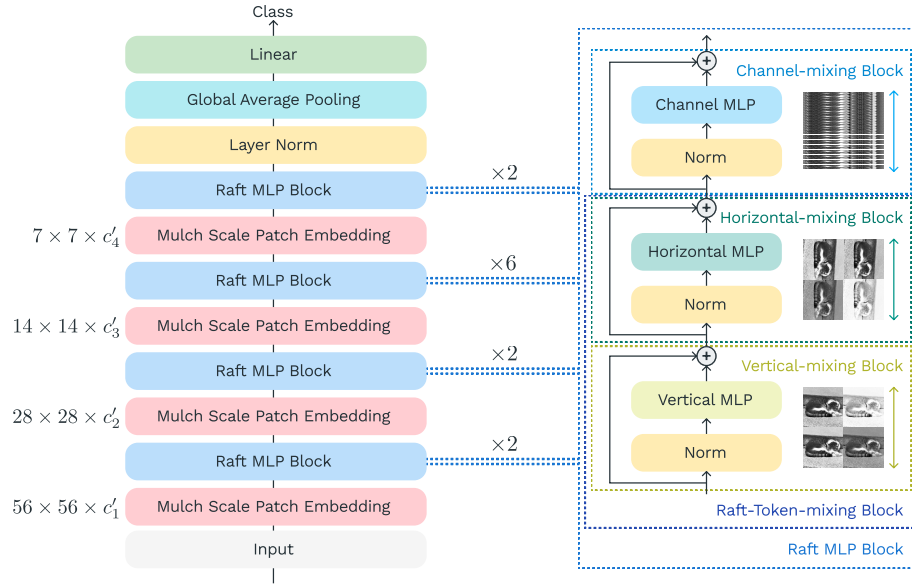 Class
Linear
Global Average Pooling
Layer Norm
Raft MLP Block
×2
7 × 7 × c′₄
Mulch Scale Patch Embedding
Raft MLP Block
×6
14 × 14 × c′₃
Mulch Scale Patch Embedding
Raft MLP Block
×2
28 × 28 × c′₂
Mulch Scale Patch Embedding
Raft MLP Block
×2
56 × 56 × c′₁
Mulch Scale Patch Embedding
Input
+
Channel-mixing Block
Channel MLP
Norm
+
Horizontal-mixing Block
Horizontal MLP
Norm
+
Vertical-mixing Block
Vertical MLP
Norm
Raft-Token-mixing Block
Raft MLP Block